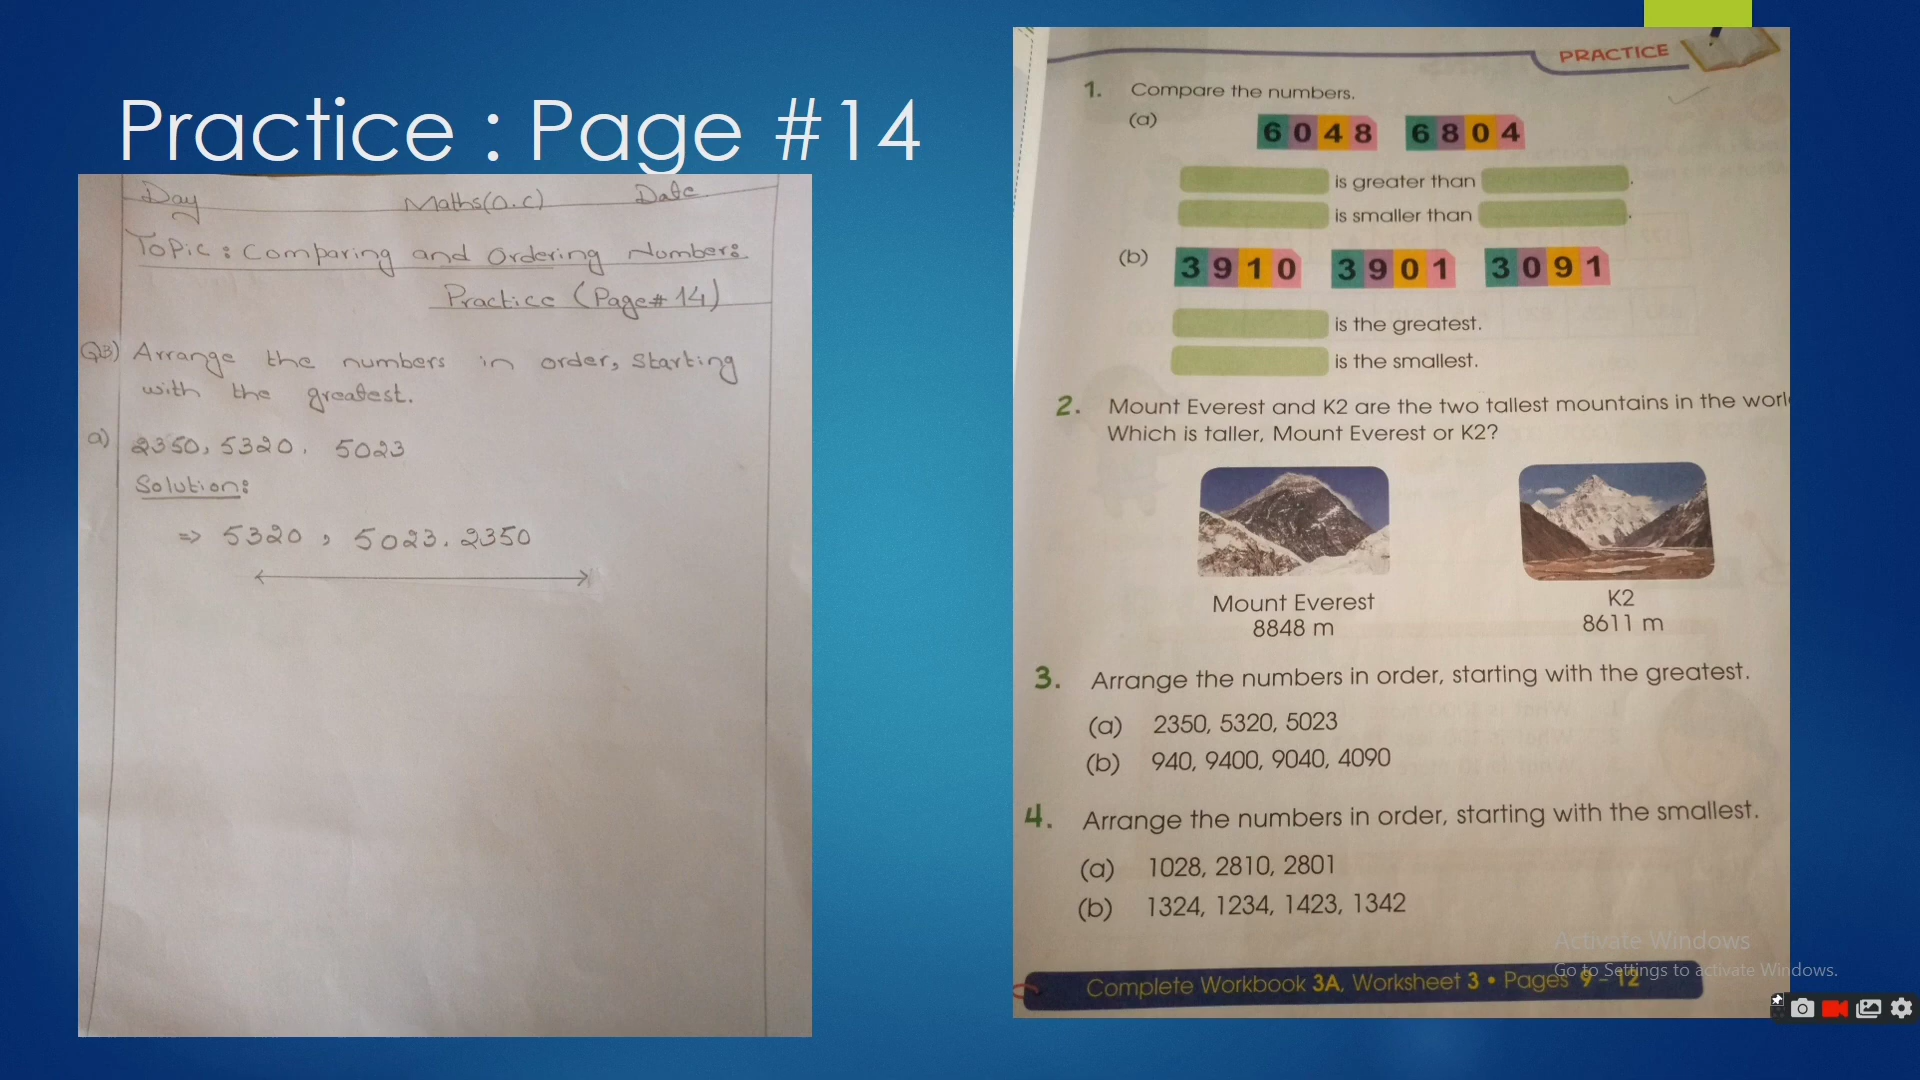 Practice : Page #14
Day Maths(O.C) Date
Topic: Comparing and Ordering Numbers
Practice (Page# 14)
Q3) Arrange the numbers in order, starting
with the greatest.
a) 2350, 5320, 5023
Solution:
⇒ 5320, 5023. 2350
PRACTICE
1. Compare the numbers.
(a) 6048 6804
is greater than .
is smaller than .
(b) 3910 3901 3091
is the greatest.
is the smallest.
2. Mount Everest and K2 are the two tallest mountains in the worl
Which is taller, Mount Everest or K2?
Mount Everest K2
8848 m 8611 m
3. Arrange the numbers in order, starting with the greatest.
(a) 2350, 5320, 5023
(b) 940, 9400, 9040, 4090
4. Arrange the numbers in order, starting with the smallest.
(a) 1028, 2810, 2801
(b) 1324, 1234, 1423, 1342
Activate Windows
Go to Settings to activate Windows.
Complete Workbook 3A, Worksheet 3 • Pages 9 – 12